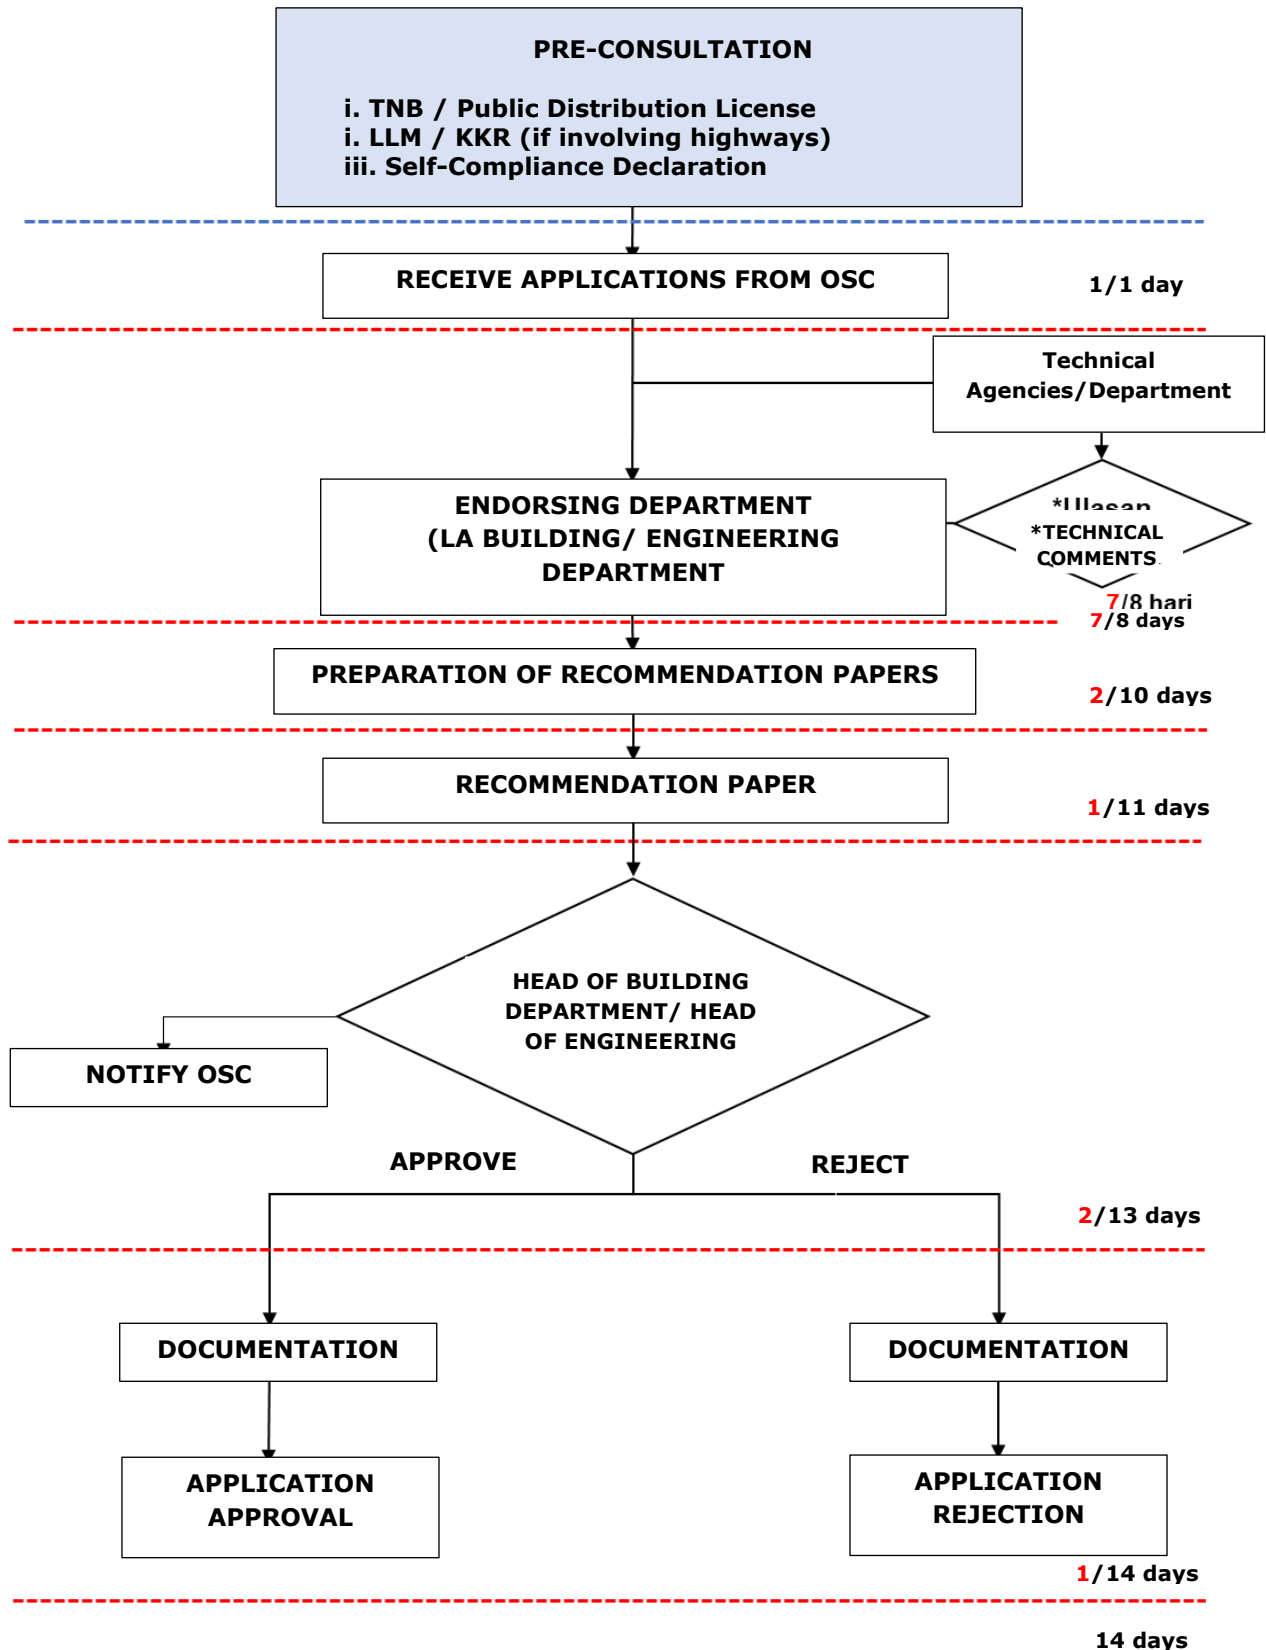 PRE-CONSULTATION
i. TNB / Public Distribution License
i. LLM / KKR (if involving highways)
iii. Self-Compliance Declaration
RECEIVE APPLICATIONS FROM OSC
1/1 day
Technical
Agencies/Department
ENDORSING DEPARTMENT
(LA BUILDING/ ENGINEERING
DEPARTMENT
*Ulasan
*TECHNICAL
COMMENTS
7/8 hari
7/8 days
PREPARATION OF RECOMMENDATION PAPERS
2/10 days
RECOMMENDATION PAPER
1/11 days
HEAD OF BUILDING
DEPARTMENT/ HEAD
OF ENGINEERING
NOTIFY OSC
APPROVE
REJECT
2/13 days
DOCUMENTATION
DOCUMENTATION
APPLICATION
APPROVAL
APPLICATION
REJECTION
1/14 days
14 days